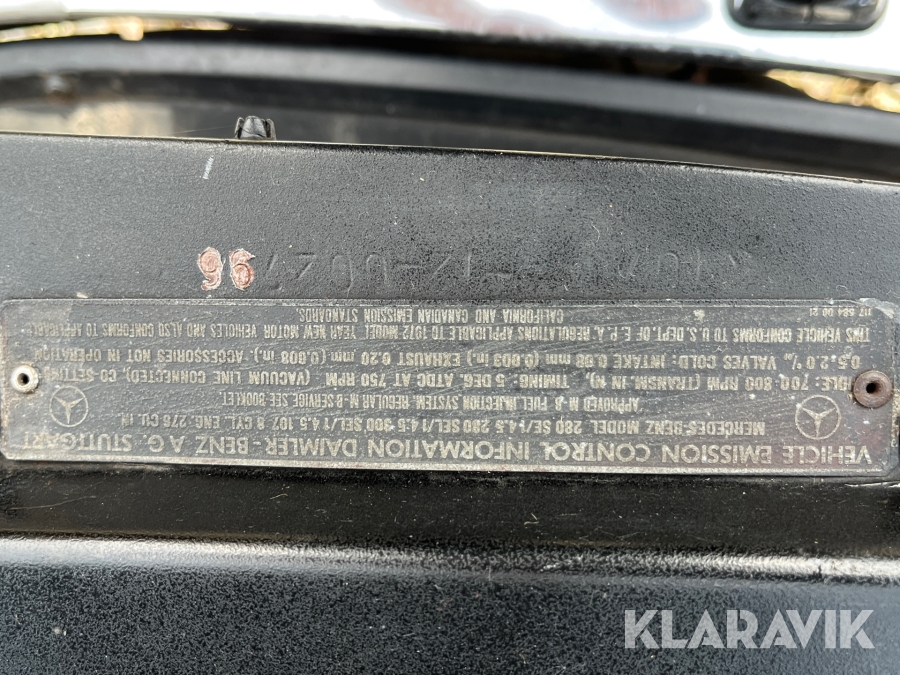 VEHICLE EMISSION CONTROL INFORMATION DAIMLER-BENZ A.G. STUTTGART
MERCEDES-BENZ MODEL 280 SE/14.5 280 SEL/14.5 300 SEL/14.5 107 8 CYL. ENG. 276 CU. IN
APPROVED M-B FUEL INJECTION SYSTEM. REGULAR M-B SERVICE, SEE BOOKLET.
IDLE: 700, 800 RPM (TRANSM. IN N), TIMING: 5 DEG. ATDC AT 750 RPM (VACUUM LINE CONNECTED), CO-SETTING
2.0 %, VALVES COLD: INTAKE 0.08 mm (0.003 in.) EXHAUST 0.20 mm (0.008 in.), ACCESSORIES NOT IN OPERATION
THIS VEHICLE CONFORMS TO U.S. DEPT. OF E.P.A. REGULATIONS APPLICABLE TO 1972 MODEL YEAR NEW MOTOR VEHICLES AND ALSO CONFORMS TO APPLICABLE
CALIFORNIA AND CANADIAN EMISSION STANDARDS.
117 584 00 21
96
KLARAVIK